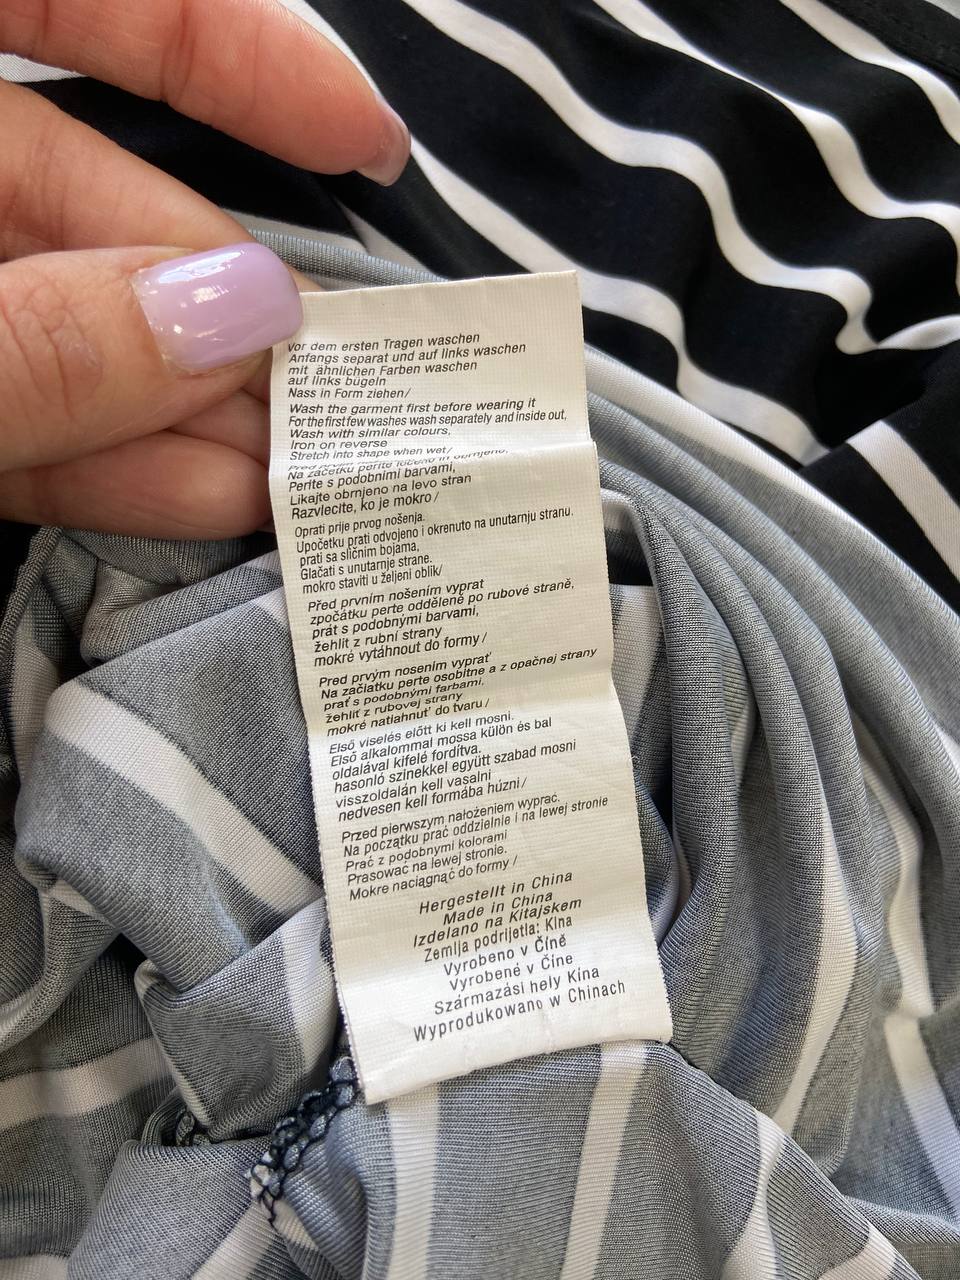 vor dem ersten Tragen waschen
Anfangs separat und auf links waschen
mit ähnlichen Farben waschen
auf links bügeln
Nass in Form ziehen/
Wash the garment first before wearing it
For the first few washes wash separately and inside out,
Wash with similar colours,
Iron on reverse
Stretch into shape when wet/
Na začetku perite ločeno in obrnjeno,
Perite s podobnimi barvami,
Likajte obrnjeno na levo stran
Razvlecite, ko je mokro/
Oprati prije prvog nošenja.
Upočetku prati odvojeno i okrenuto na unutarnju stranu.
prati sa sličnim bojama,
Glačati s unutarnje strane.
mokro staviti u željeni oblik/
Před prvním nošením vyprat
zpočátku perte odděleně po rubové straně,
prát s podobnými barvami,
žehlit z rubní strany
mokré vytáhnout do formy/
Pred prvým nosením vyprať
Na začiatku perte osobitne a z opačnej strany
prať s podobnými farbami,
žehliť z rubovej strany
mokré natiahnuť do tvaru/
Első viselés előtt ki kell mosni.
Első alkalommal mossa külön és bal
oldalával kifelé fordítva.
hasonló színekkel együtt szabad mosni
visszoldalán kell vasalni
nedvesen kell formába húzni/
Przed pierwszym nałożeniem wyprać.
Na początku prać oddzielnie i na lewej stronie
Prać z podobnymi kolorami
Prasować na lewej stronie.
Mokre naciągnąć do formy /
Hergestellt in China
Made in China
Izdelano na Kitajskem
Zemlja podrijetla: Kina
Vyrobeno v Číně
Vyrobené v Číne
Származási hely Kína
Wyprodukowano w Chinach